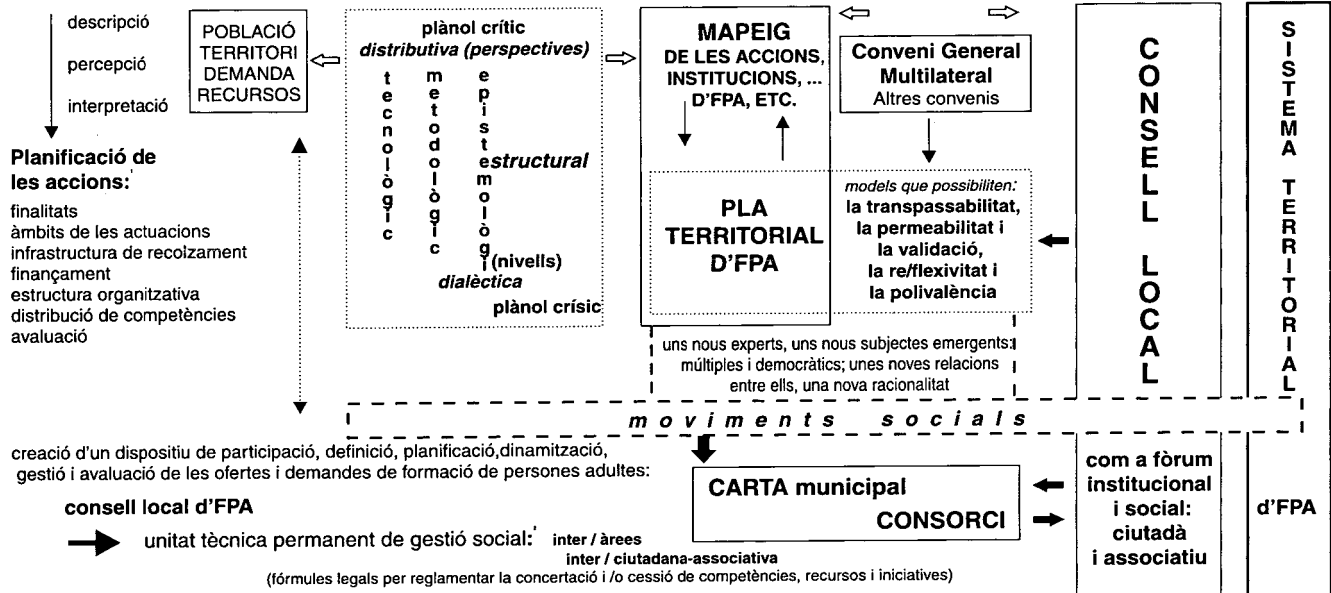 descripció
percepció
interpretació
Planificació de
les accions:
finalitats
àmbits de les actuacions
infrastructura de recolzament
finançament
estructura organitzativa
distribució de competències
avaluació
POBLACIÓ
TERRITORI
DEMANDA
RECURSOS
plànol crític
distributiva (perspectives)
tecnològic
metodològic
epistemològi
estructural
(nivells)
dialèctica
plànol crísic
MAPEIG
DE LES ACCIONS,
INSTITUCIONS, ...
D'FPA, ETC.
PLA
TERRITORIAL
D'FPA
Conveni General
Multilateral
Altres convenis
models que possibiliten:
la transpassabilitat,
la permeabilitat i
la validació,
la re/flexivitat i
la polivalència
uns nous experts, uns nous subjectes emergents:
múltiples i democràtics; unes noves relacions
entre ells, una nova racionalitat
CONSELL LOCAL
SISTEMA TERRITORIAL
moviments socials
creació d'un dispositiu de participació, definició, planificació,dinamització,
gestió i avaluació de les ofertes i demandes de formació de persones adultes:
consell local d'FPA
unitat tècnica permanent de gestió social: inter / àrees
inter / ciutadana-associativa
(fórmules legals per reglamentar la concertació i /o cessió de competències, recursos i iniciatives)
CARTA municipal
CONSORCI
com a fòrum
institucional
i social:
ciutadà
i associatiu
d'FPA